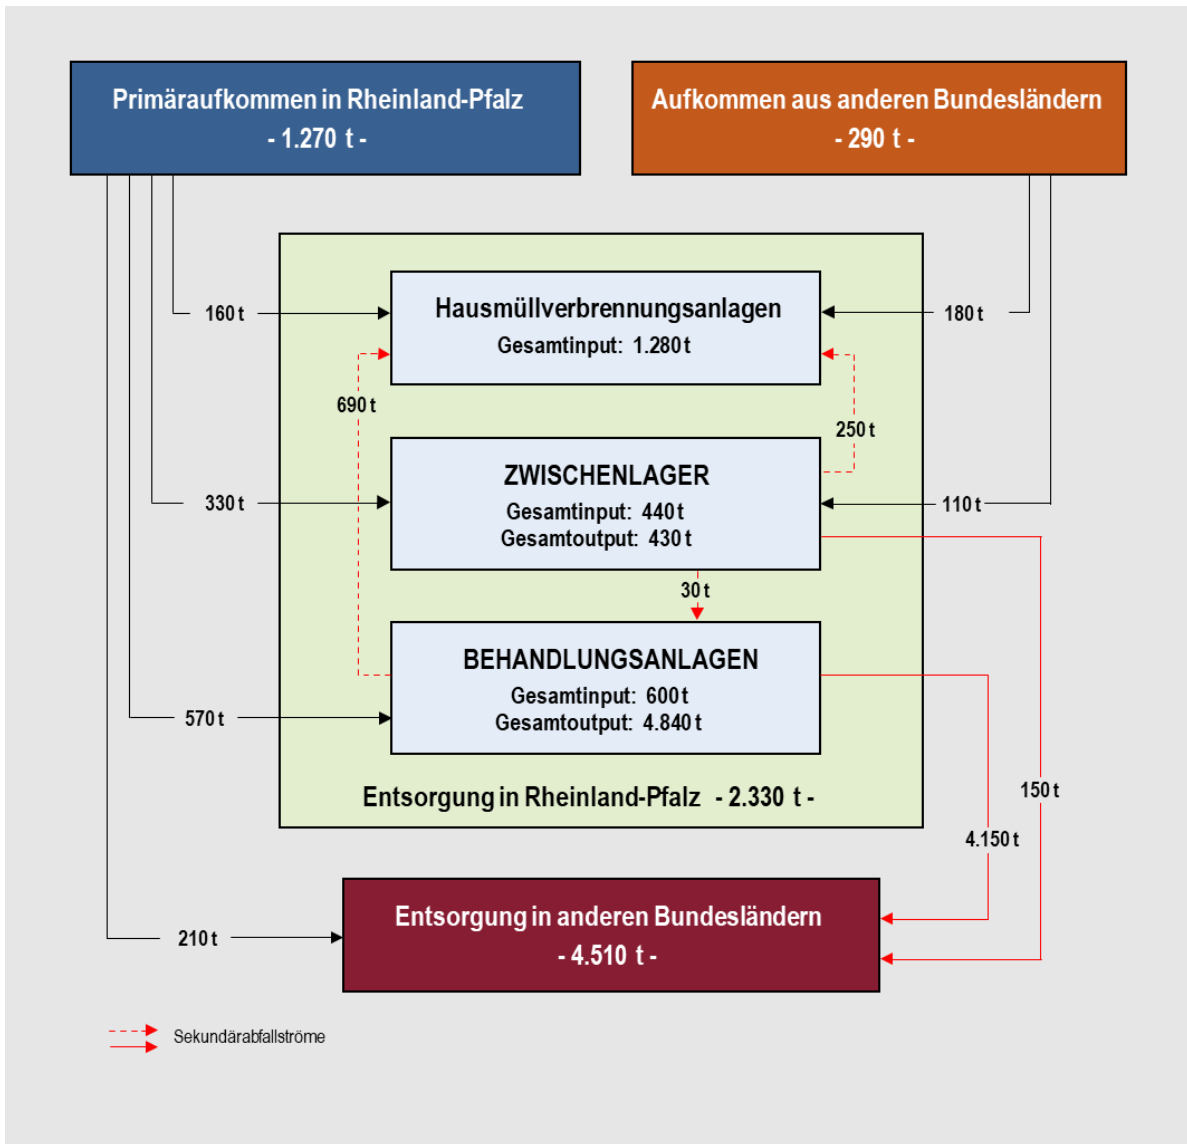 Primäraufkommen in Rheinland-Pfalz
- 1.270 t -
Aufkommen aus anderen Bundesländern
- 290 t -
Hausmüllverbrennungsanlagen
Gesamtinput: 1.280 t
160 t
180 t
690 t
250 t
ZWISCHENLAGER
Gesamtinput: 440 t
Gesamtoutput: 430 t
330 t
110 t
30 t
BEHANDLUNGSANLAGEN
Gesamtinput: 600 t
Gesamtoutput: 4.840 t
570 t
Entsorgung in Rheinland-Pfalz - 2.330 t -
150 t
4.150 t
Entsorgung in anderen Bundesländern
- 4.510 t -
210 t
Sekundärabfallströme